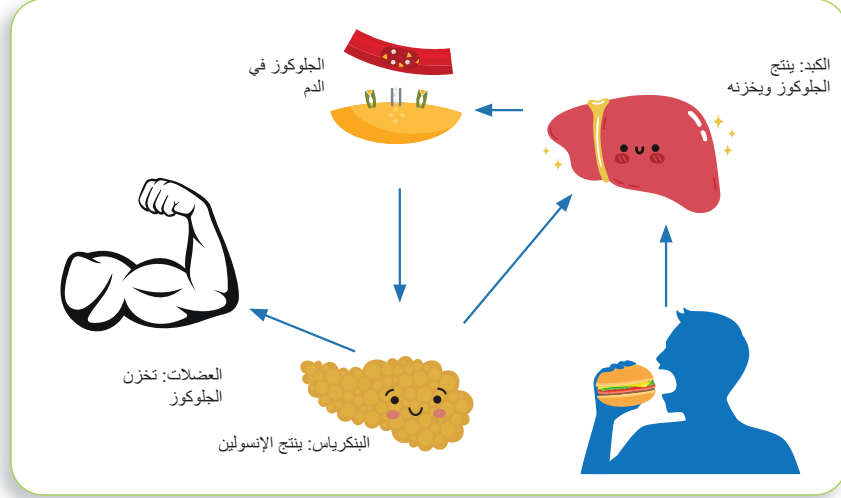 الكبد: ينتج
الجلوكوز ويخزنه
الجلوكوز في
الدم
العضلات: تخزن
الجلوكوز
البنكرياس: ينتج الإنسولين